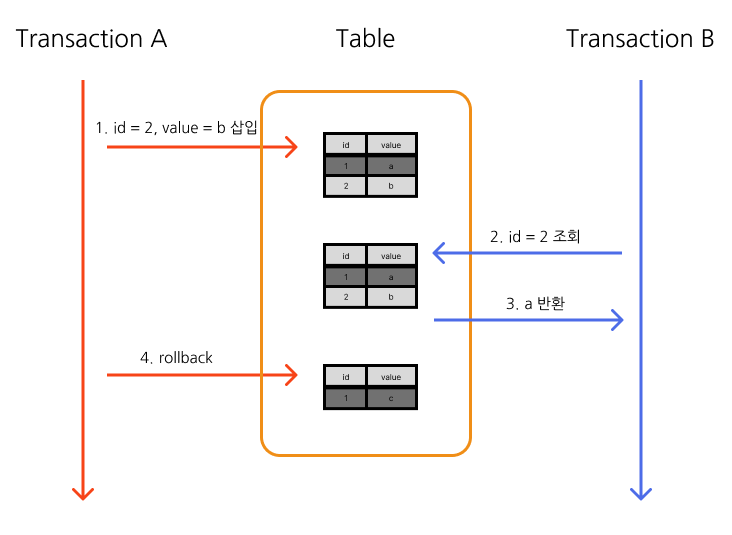 Transaction A
Table
Transaction B
1. id = 2, value = b 삽입
id value
1 a
2 b
2. id = 2 조회
id value
1 a
2 b
3. a 반환
4. rollback
id value
1 c